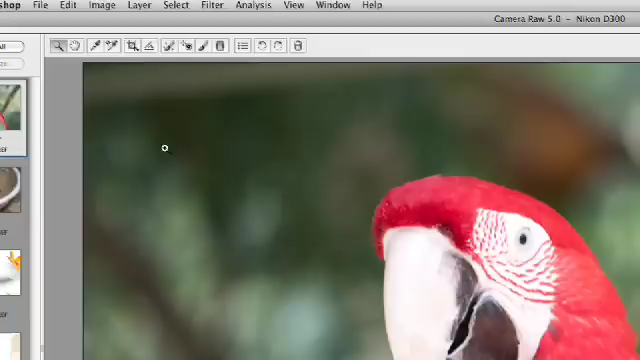 shop File Edit Image Layer Select Filter Analysis View Window Help
Camera Raw 5.0 – Nikon D300